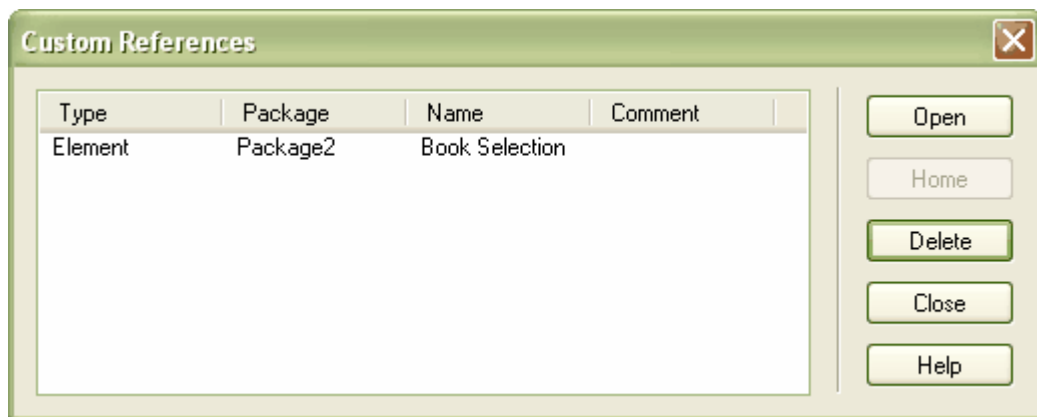 Custom References
Type Package Name Comment
Element Package2 Book Selection
Open
Home
Delete
Close
Help